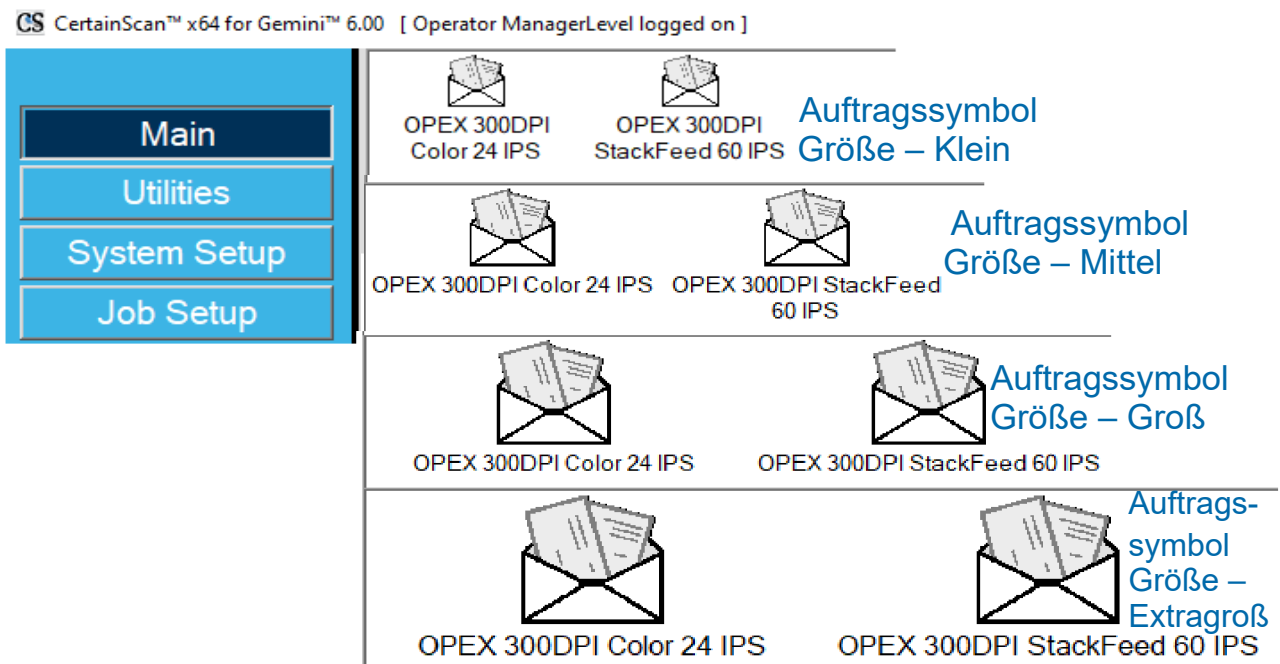 CS CertainScan™ x64 for Gemini™ 6.00 [ Operator ManagerLevel logged on ]
Main
Utilities
System Setup
Job Setup
OPEX 300DPI
Color 24 IPS
OPEX 300DPI
StackFeed 60 IPS
Auftragssymbol
Größe – Klein
OPEX 300DPI Color 24 IPS
OPEX 300DPI StackFeed
60 IPS
Auftragssymbol
Größe – Mittel
OPEX 300DPI Color 24 IPS
OPEX 300DPI StackFeed 60 IPS
Auftragssymbol
Größe – Groß
OPEX 300DPI Color 24 IPS
OPEX 300DPI StackFeed 60 IPS
Auftrags-
symbol
Größe –
Extragroß